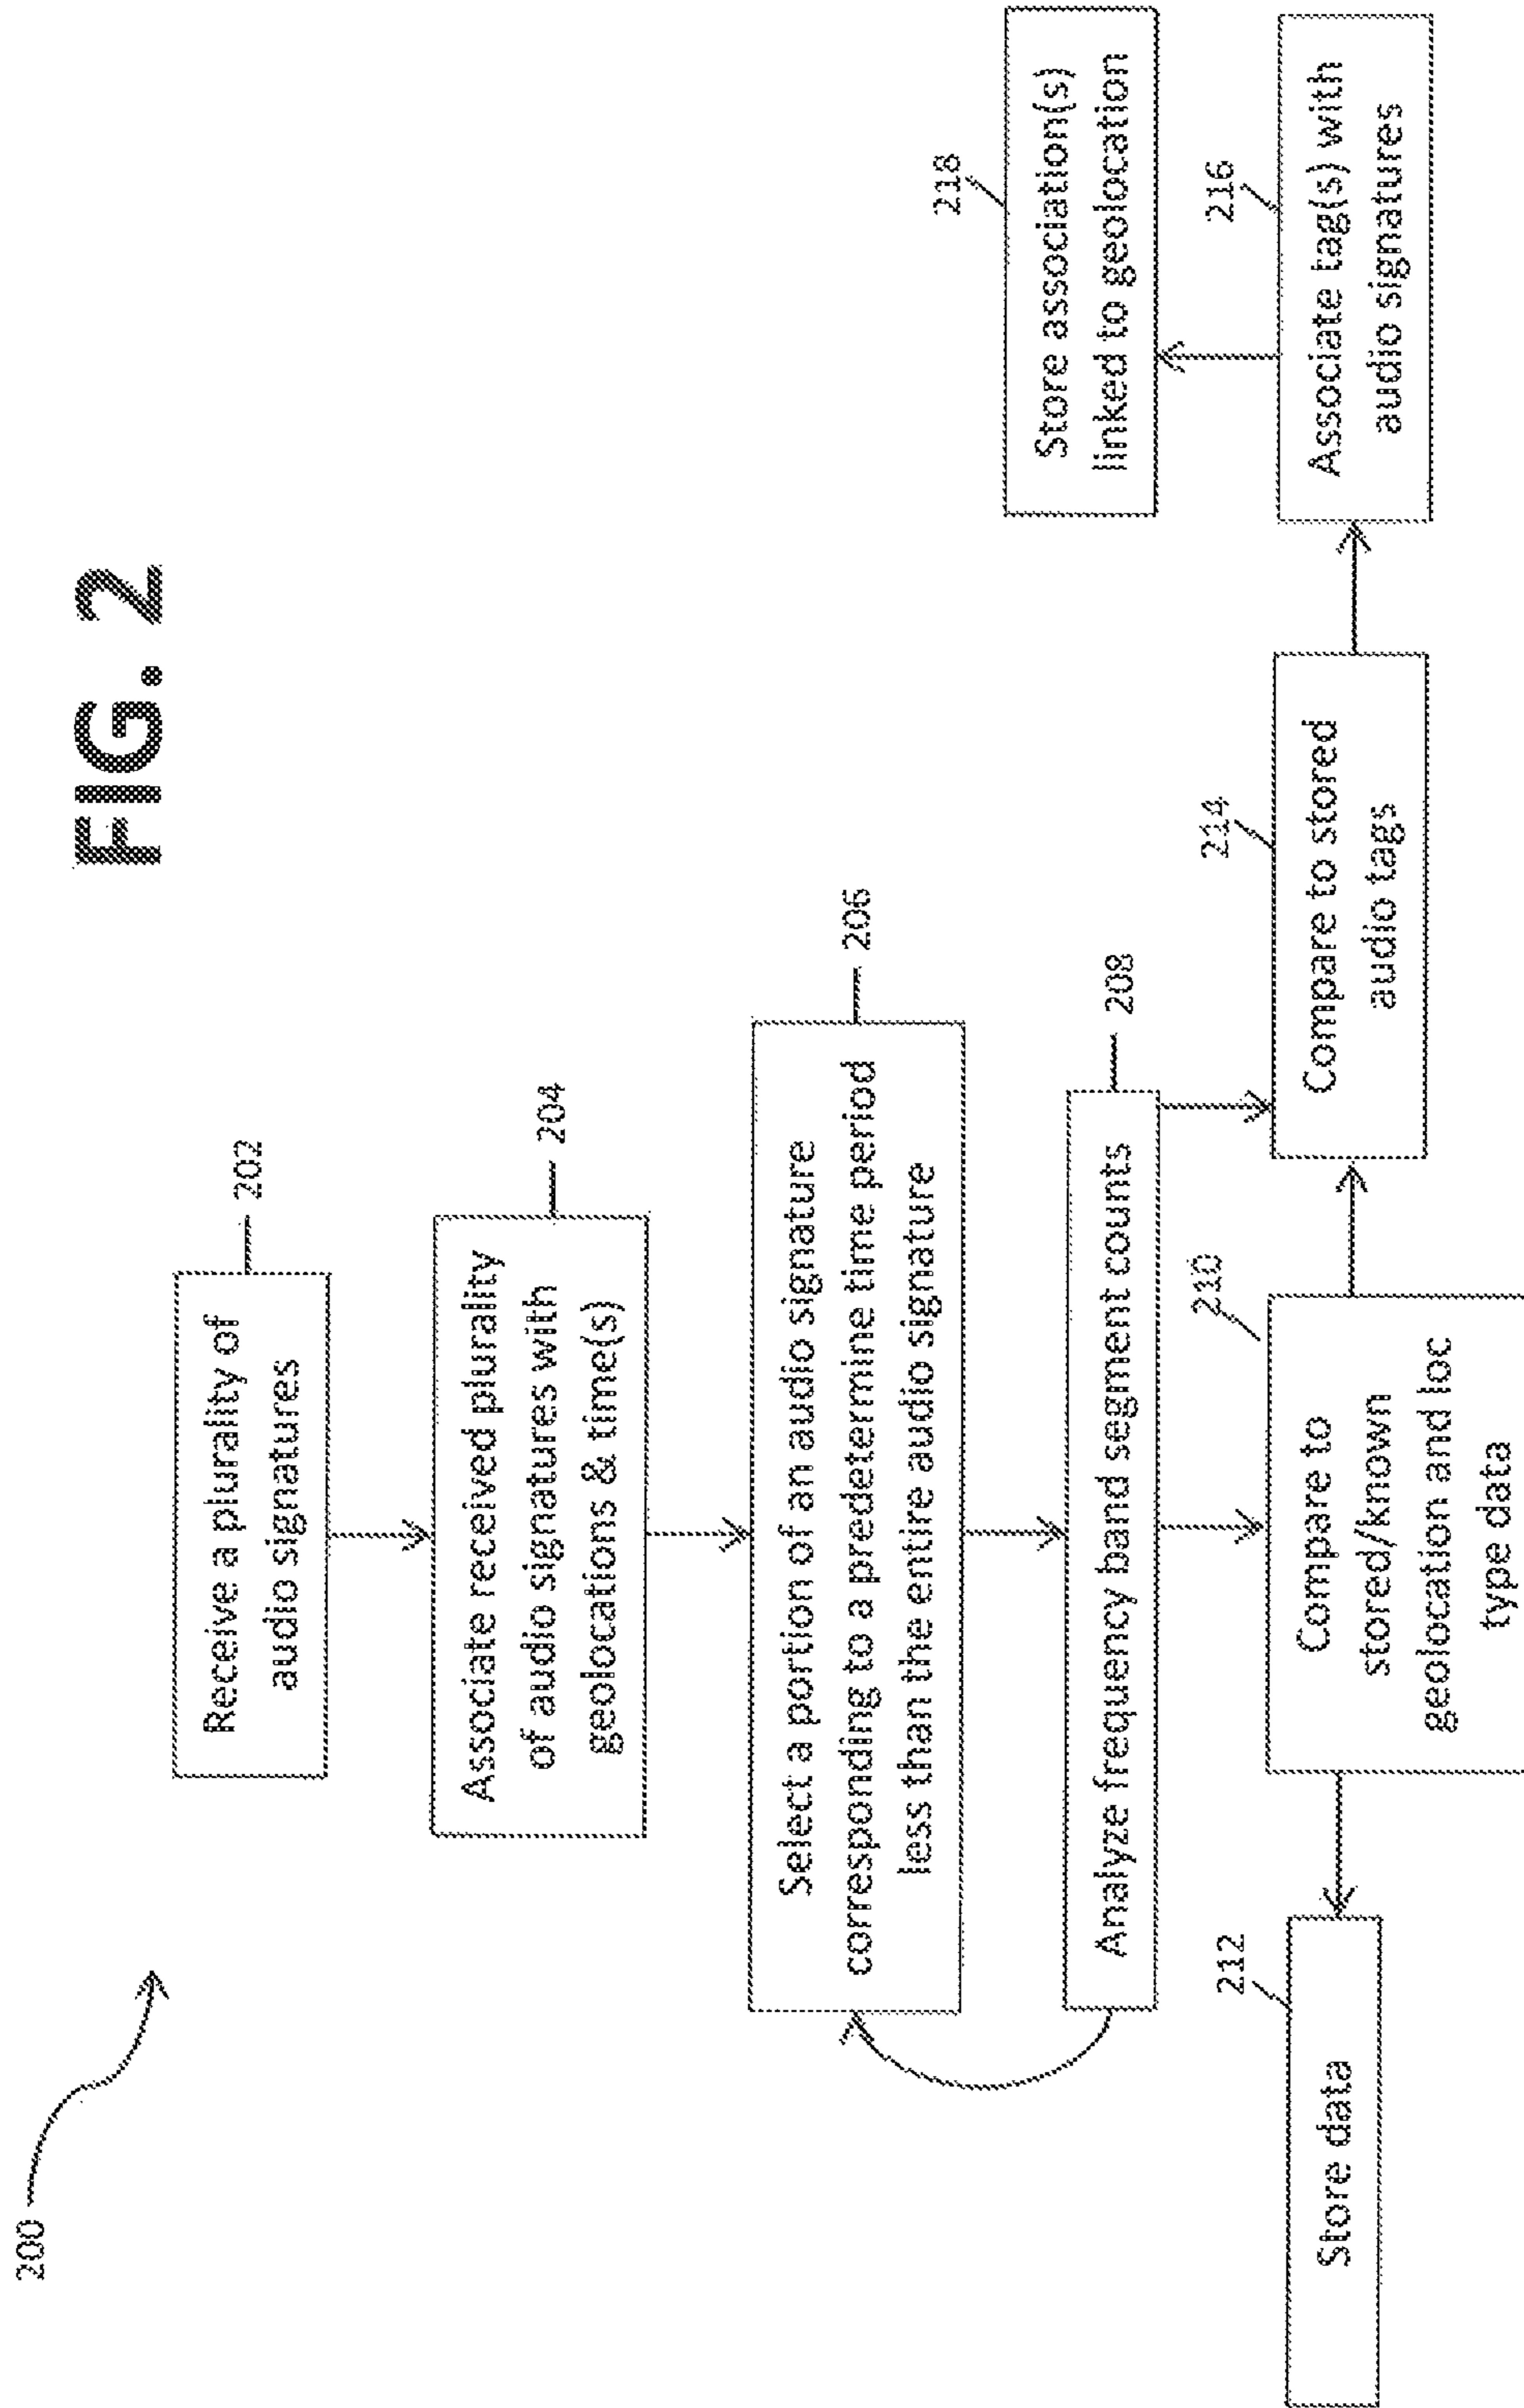 FIG. 2
200
Receive a plurality of
audio signatures
202
Associate received plurality
of audio signatures with
geolocations & time(s)
204
Select a portion of an audio signature
corresponding to a predetermine time period
less than the entire audio signature
206
Analyze frequency band segment counts
208
Compare to
stored/known
geolocation and loc
type data
210
Store data
212
Compare to stored
audio tags
214
Associate tag(s) with
audio signatures
216
Store association(s)
linked to geolocation
218